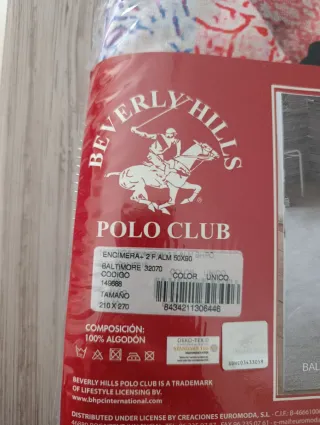 BEVERLY HILLS
POLO CLUB
ENCIMERA+ 2 F.ALM 50X90
BALTIMORE 32070
CODIGO COLOR UNICO
149688
TAMAÑO
210 X 270
8434211306446
COMPOSICIÓN:
100% ALGODÓN
BAL
BEVERLY HILLS POLO CLUB IS A TRADEMARK
OF LIFESTYLE LICENSING BV.
www.bhpcinternational.com
DISTRIBUTED UNDER LICENSE BY CREACIONES EUROMODA, S.L. - C.I.F.